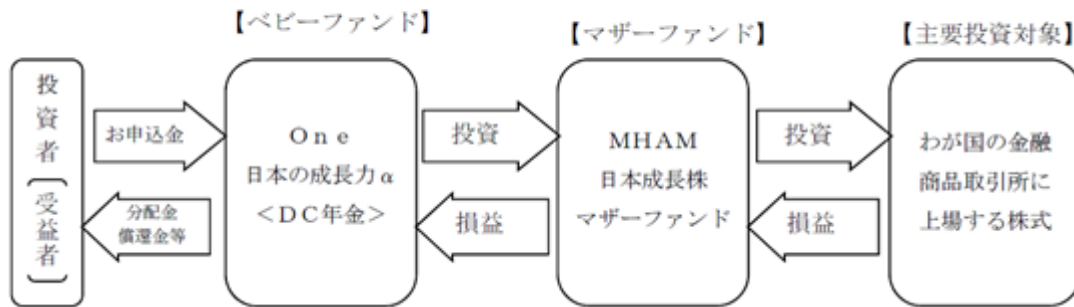 【ベビーファンド】
【マザーファンド】
【主要投資対象】
投資者(受益者)
お申込金
分配金
償還金等
Ｏｎｅ
日本の成長力α
＜ＤＣ年金＞
投資
損益
ＭＨＡＭ
日本成長株
マザーファンド
投資
損益
わが国の金融
商品取引所に
上場する株式